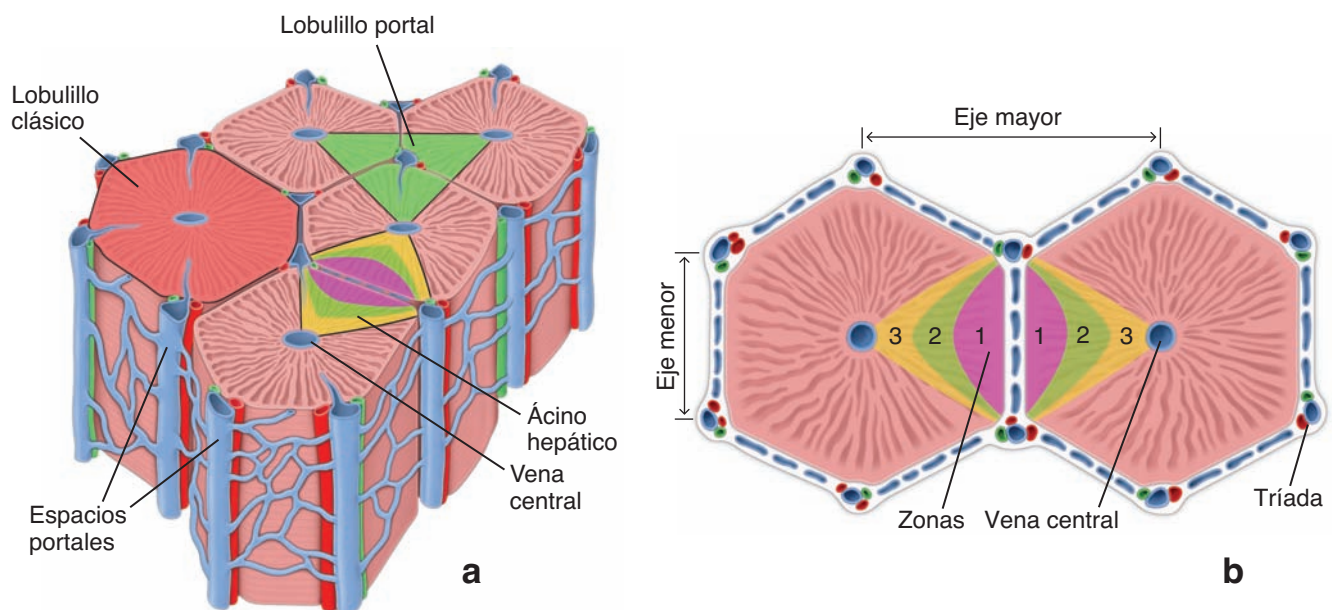 Lobulillo portal
Lobulillo
clásico
Ácino
hepático
Vena
central
Espacios
portales
a
Eje mayor
Eje menor
3
2
1
1
2
3
Zonas
Vena central
Tríada
b